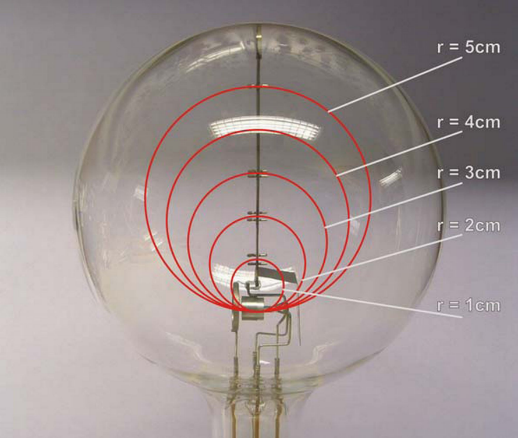 r = 5cm
r = 4cm
r = 3cm
r = 2cm
r = 1cm